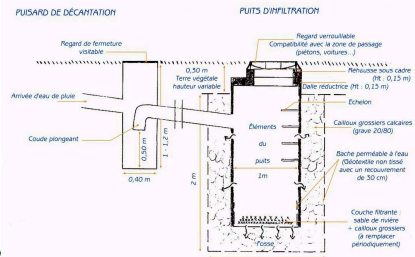 PUISARD DE DÉCANTATION
PUITS D'INFILTRATION
Regard de fermeture
visitable
Regard verrouillable
Compatibilité avec la zone de passage
(piétons, voitures...)
0,50 m
Terre végétale
hauteur variable
Réhausse sous cadre
(ht : 0,15 m)
Dalle réductrice (ht : 0,15 m)
Arrivée d'eau de pluie
Echelon
Coude plongeant
Éléments
du
puits
1m
Cailloux grossiers calcaires
(grave 20/80)
0,50 m
1 - 1,2 m
0,40 m
2 m
Bache perméable à l'eau
(Géotextile non tissé
avec un recouvrement
de 30 cm)
Couche filtrante :
sable de rivière
+ cailloux grossiers
(à remplacer
périodiquement)
Fosse